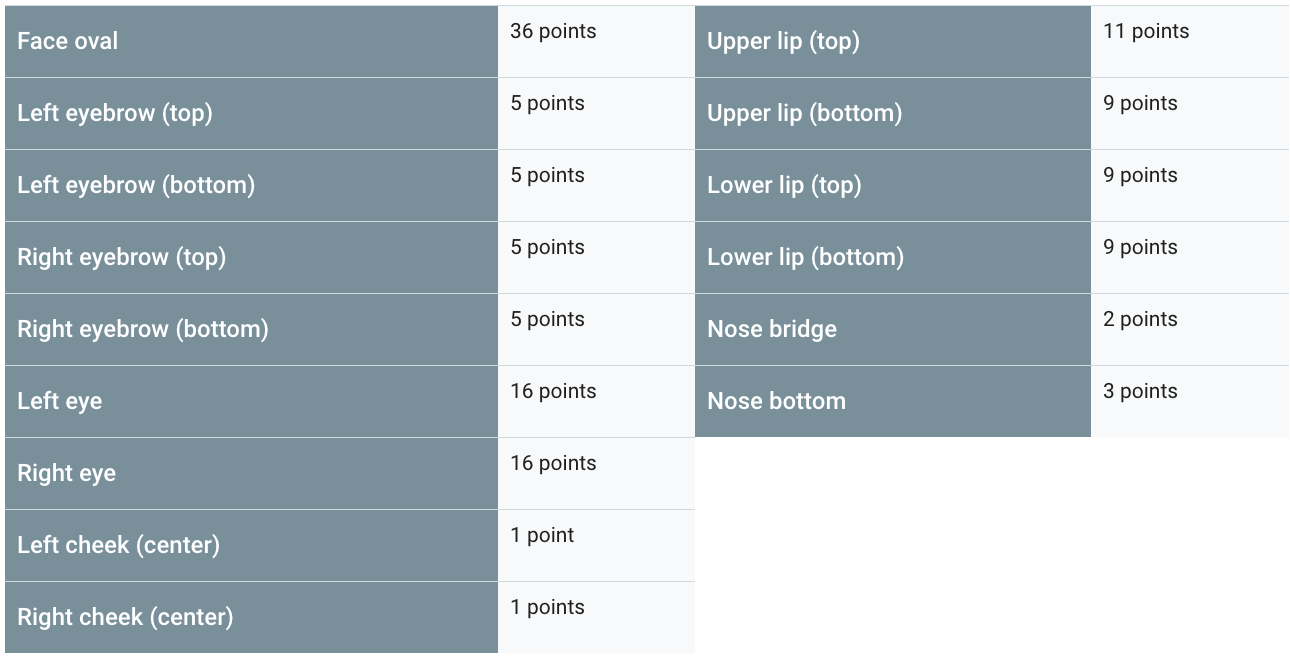 Face oval 36 points
Left eyebrow (top) 5 points
Left eyebrow (bottom) 5 points
Right eyebrow (top) 5 points
Right eyebrow (bottom) 5 points
Left eye 16 points
Right eye 16 points
Left cheek (center) 1 point
Right cheek (center) 1 points
Upper lip (top) 11 points
Upper lip (bottom) 9 points
Lower lip (top) 9 points
Lower lip (bottom) 9 points
Nose bridge 2 points
Nose bottom 3 points